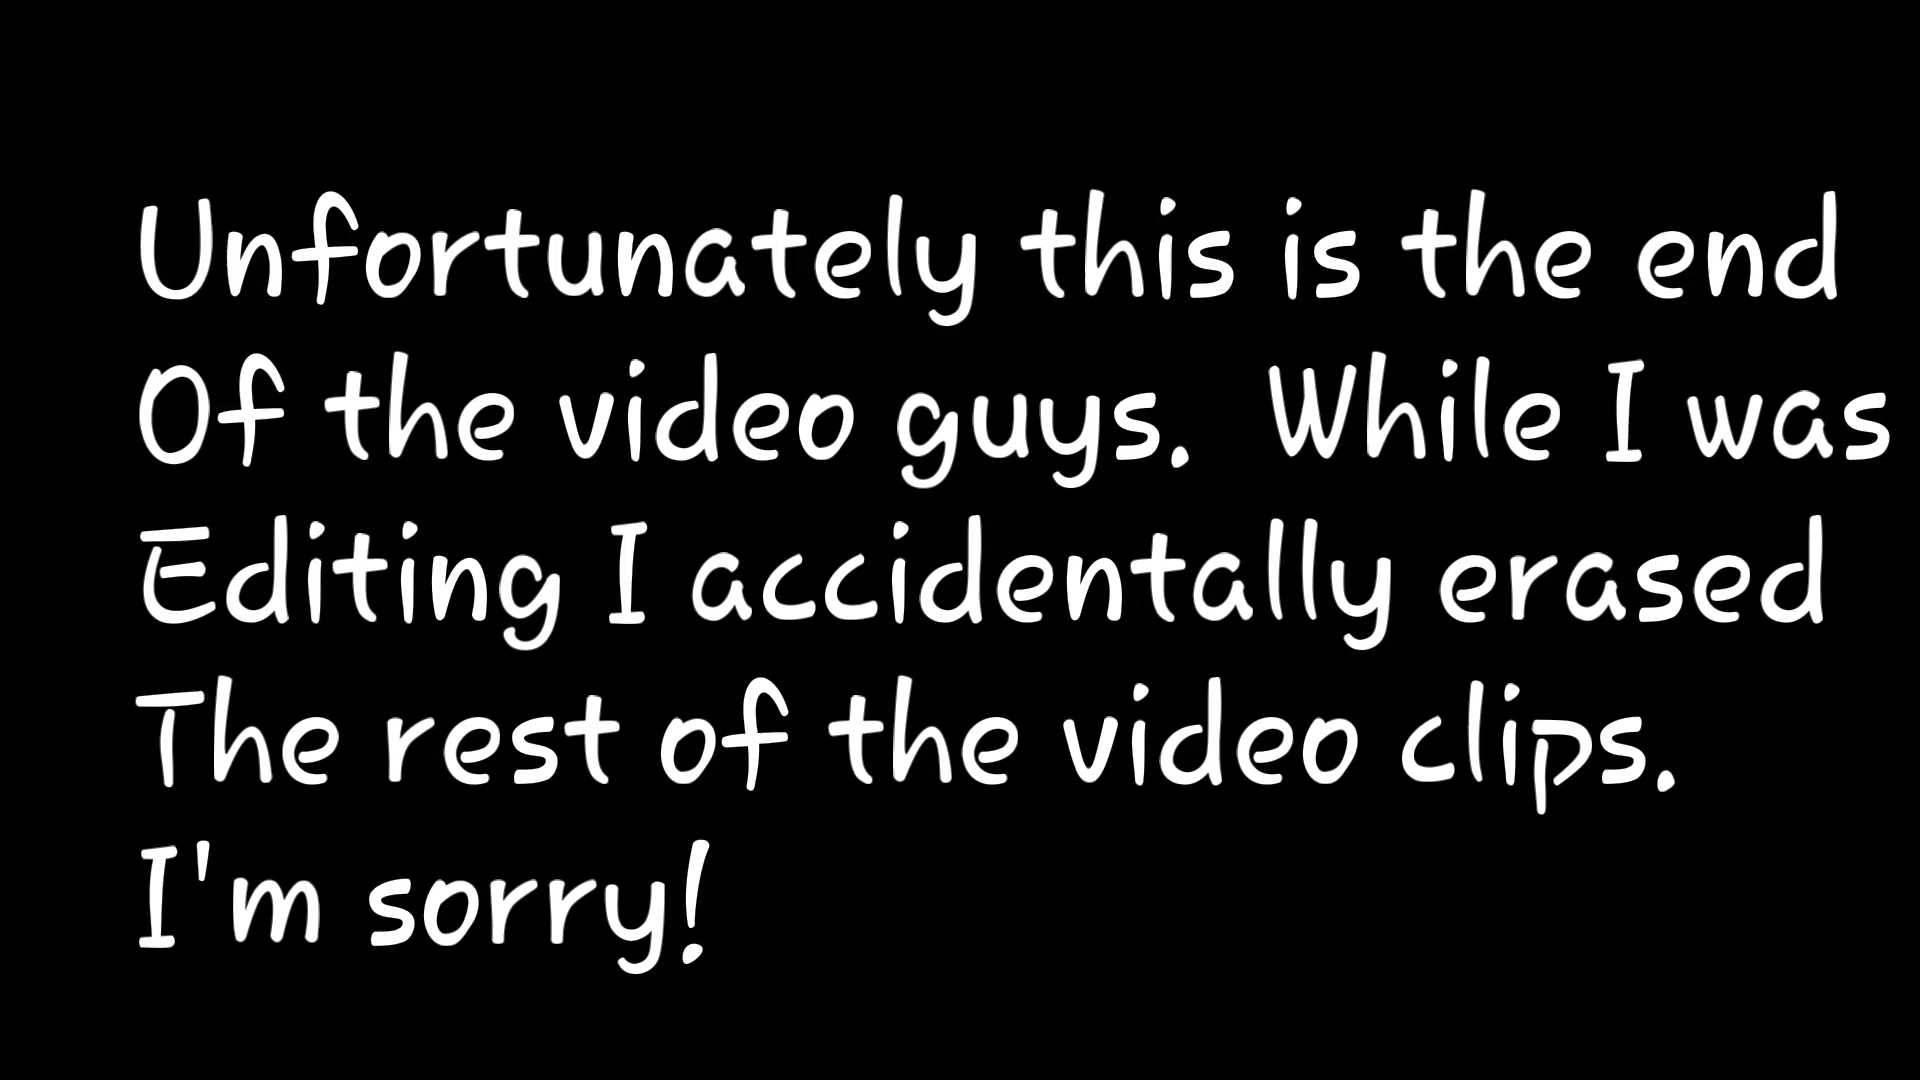 Unfortunately this is the end
Of the video guys.  While I was
Editing I accidentally erased
The rest of the video clips.
I'm sorry!